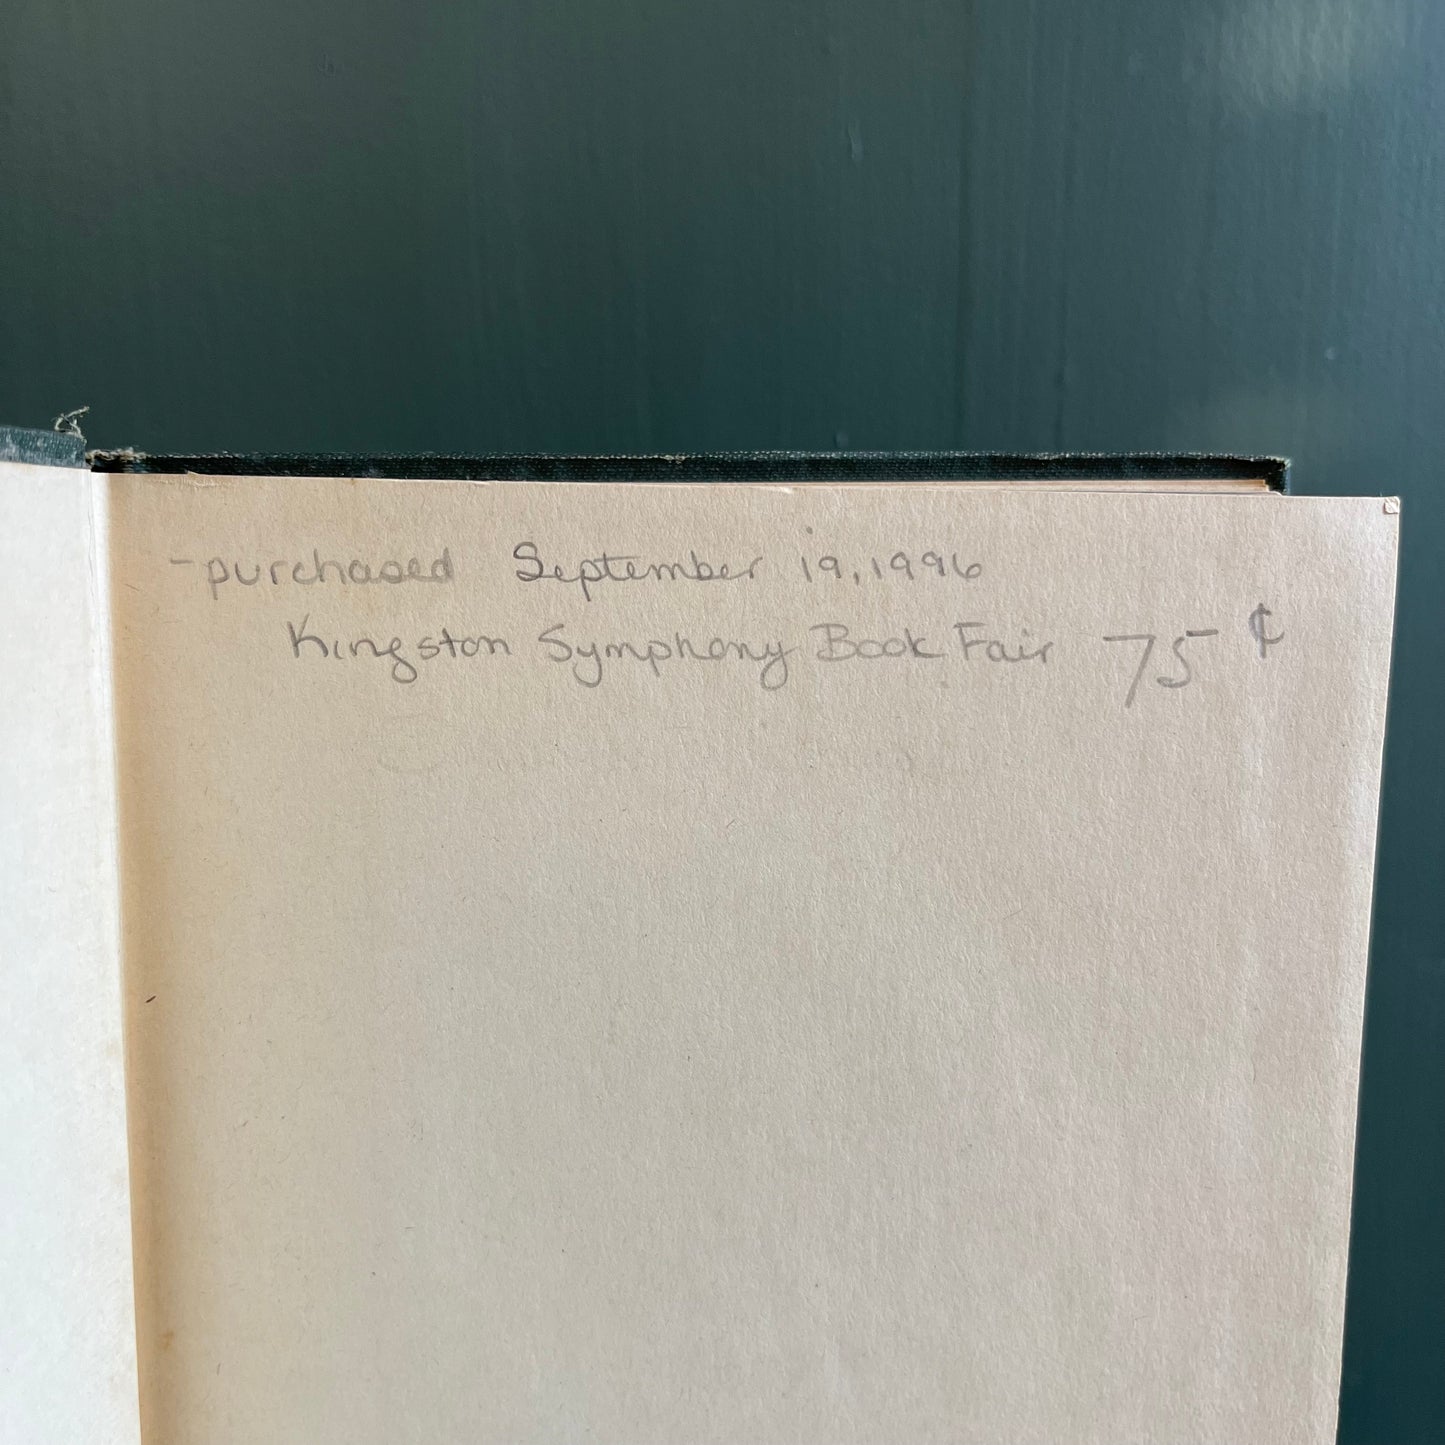 -purchased September 19, 1996
Kingston Symphony Book Fair 75 ¢